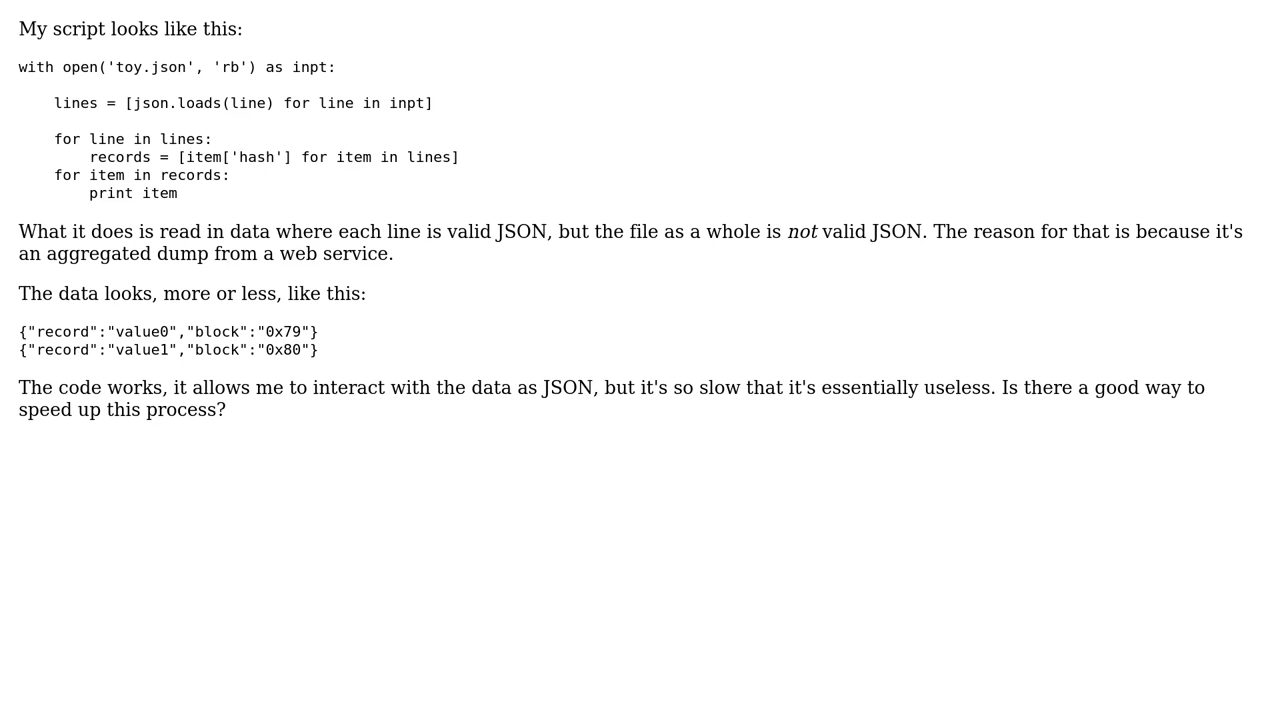 My script looks like this:
with open('toy.json', 'rb') as inpt:
    lines = [json.loads(line) for line in inpt]
    for line in lines:
        records = [item['hash'] for item in lines]
    for item in records:
        print item
What it does is read in data where each line is valid JSON, but the file as a whole is not valid JSON. The reason for that is because it's
an aggregated dump from a web service.
The data looks, more or less, like this:
{"record":"value0","block":"0x79"}
{"record":"value1","block":"0x80"}
The code works, it allows me to interact with the data as JSON, but it's so slow that it's essentially useless. Is there a good way to
speed up this process?